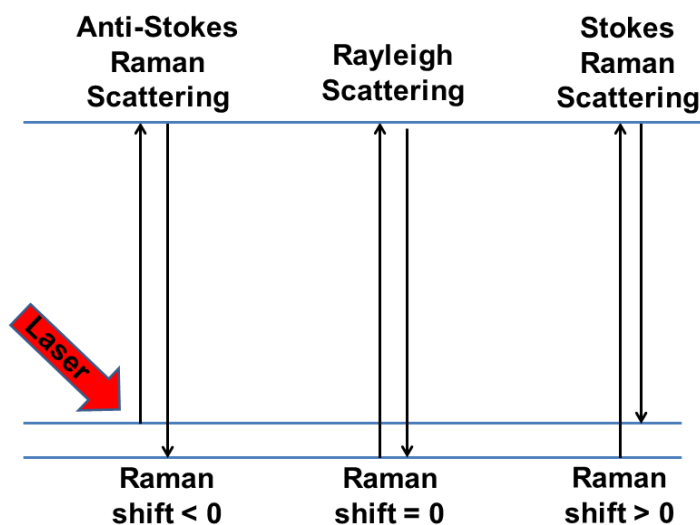 Anti-Stokes
Raman
Scattering
Rayleigh
Scattering
Stokes
Raman
Scattering
Laser
Raman
shift < 0
Raman
shift = 0
Raman
shift > 0